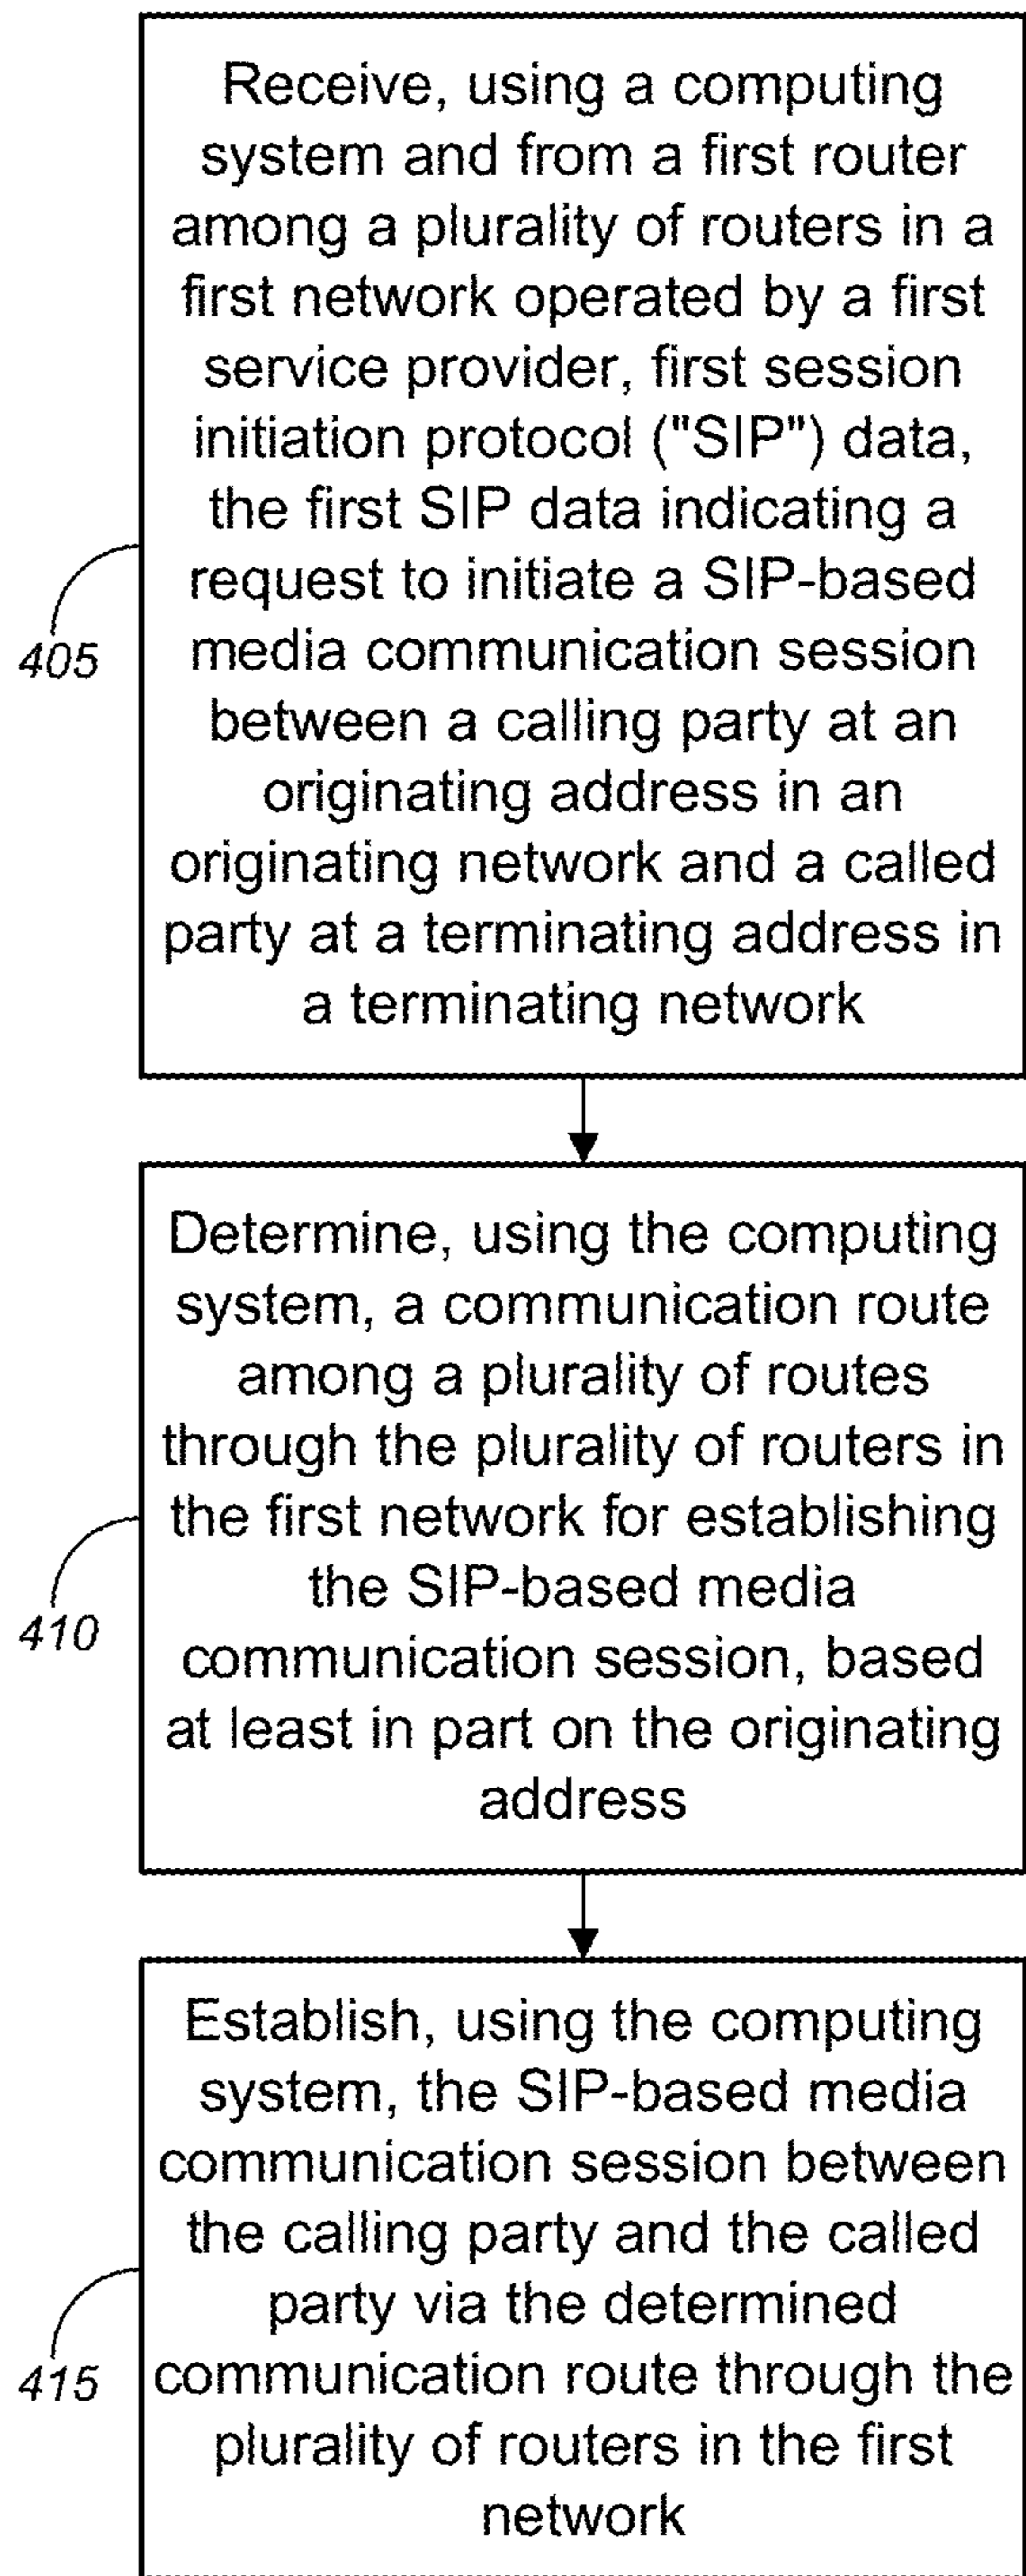 Receive, using a computing
system and from a first router
among a plurality of routers in a
first network operated by a first
service provider, first session
initiation protocol ("SIP") data,
the first SIP data indicating a
request to initiate a SIP-based
media communication session
between a calling party at an
originating address in an
originating network and a called
party at a terminating address in
a terminating network
405
Determine, using the computing
system, a communication route
among a plurality of routes
through the plurality of routers in
the first network for establishing
the SIP-based media
communication session, based
at least in part on the originating
address
410
Establish, using the computing
system, the SIP-based media
communication session between
the calling party and the called
party via the determined
communication route through the
plurality of routers in the first
network
415